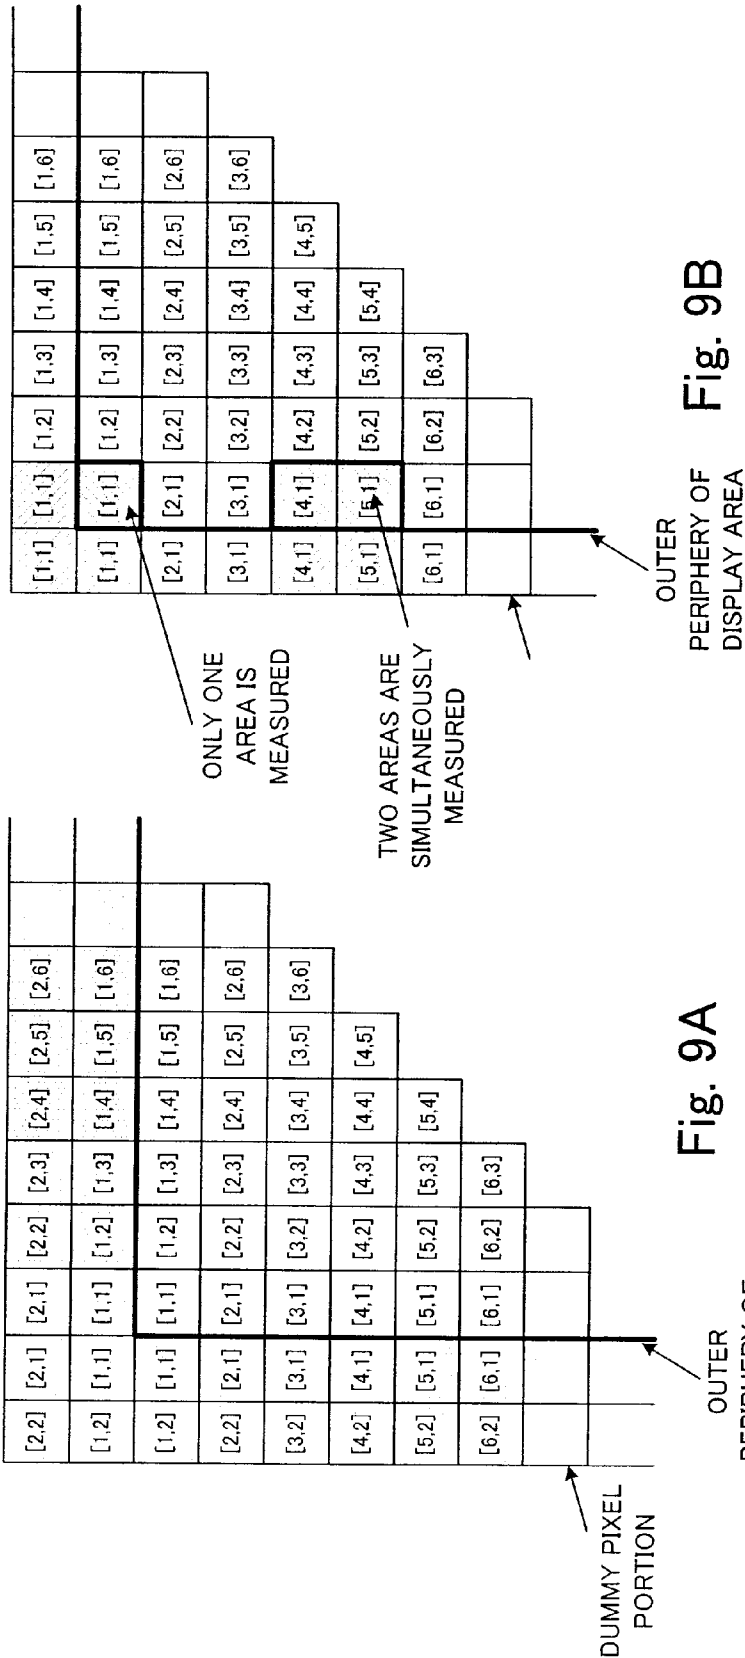 [2,2] [2,1] [2,1] [2,2] [2,3] [2,4] [2,5] [2,6]
[1,2] [1,1] [1,1] [1,2] [1,3] [1,4] [1,5] [1,6]
[1,2] [1,1] [1,1] [1,2] [1,3] [1,4] [1,5] [1,6]
[2,2] [2,1] [2,1] [2,2] [2,3] [2,4] [2,5] [2,6]
[3,2] [3,1] [3,1] [3,2] [3,3] [3,4] [3,5] [3,6]
[4,2] [4,1] [4,1] [4,2] [4,3] [4,4] [4,5]
[5,2] [5,1] [5,1] [5,2] [5,3] [5,4]
[6,2] [6,1] [6,1] [6,2] [6,3]
DUMMY PIXEL
PORTION
OUTER
PERIPHERY OF
Fig. 9A
[1,1] [1,1] [1,2] [1,3] [1,4] [1,5] [1,6]
[1,1] [1,1] [1,2] [1,3] [1,4] [1,5] [1,6]
[2,1] [2,1] [2,2] [2,3] [2,4] [2,5] [2,6]
[3,1] [3,1] [3,2] [3,3] [3,4] [3,5] [3,6]
[4,1] [4,1] [4,2] [4,3] [4,4] [4,5]
[5,1] [5,1] [5,2] [5,3] [5,4]
[6,1] [6,1] [6,2] [6,3]
ONLY ONE
AREA IS
MEASURED
TWO AREAS ARE
SIMULTANEOUSLY
MEASURED
OUTER
PERIPHERY OF
DISPLAY AREA
Fig. 9B